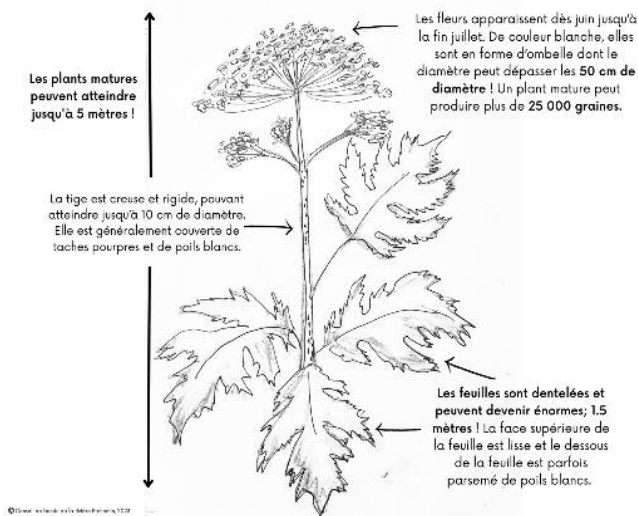 Les fleurs apparaissent dès juin jusqu'à
la fin juillet. De couleur blanche, elles
sont en forme d'ombelle dont le
diamètre peut dépasser les 50 cm de
diamètre ! Un plant mature peut
produire plus de 25 000 graines.
Les plants matures
peuvent atteindre
jusqu'à 5 mètres !
La tige est creuse et rigide, pouvant
atteindre jusqu'à 10 cm de diamètre.
Elle est généralement couverte de
taches pourpres et de poils blancs.
Les feuilles sont dentelées et
peuvent devenir énormes; 1.5
mètres ! La face supérieure de
la feuille est lisse et le dessous
de la feuille est parfois
parsemé de poils blancs.